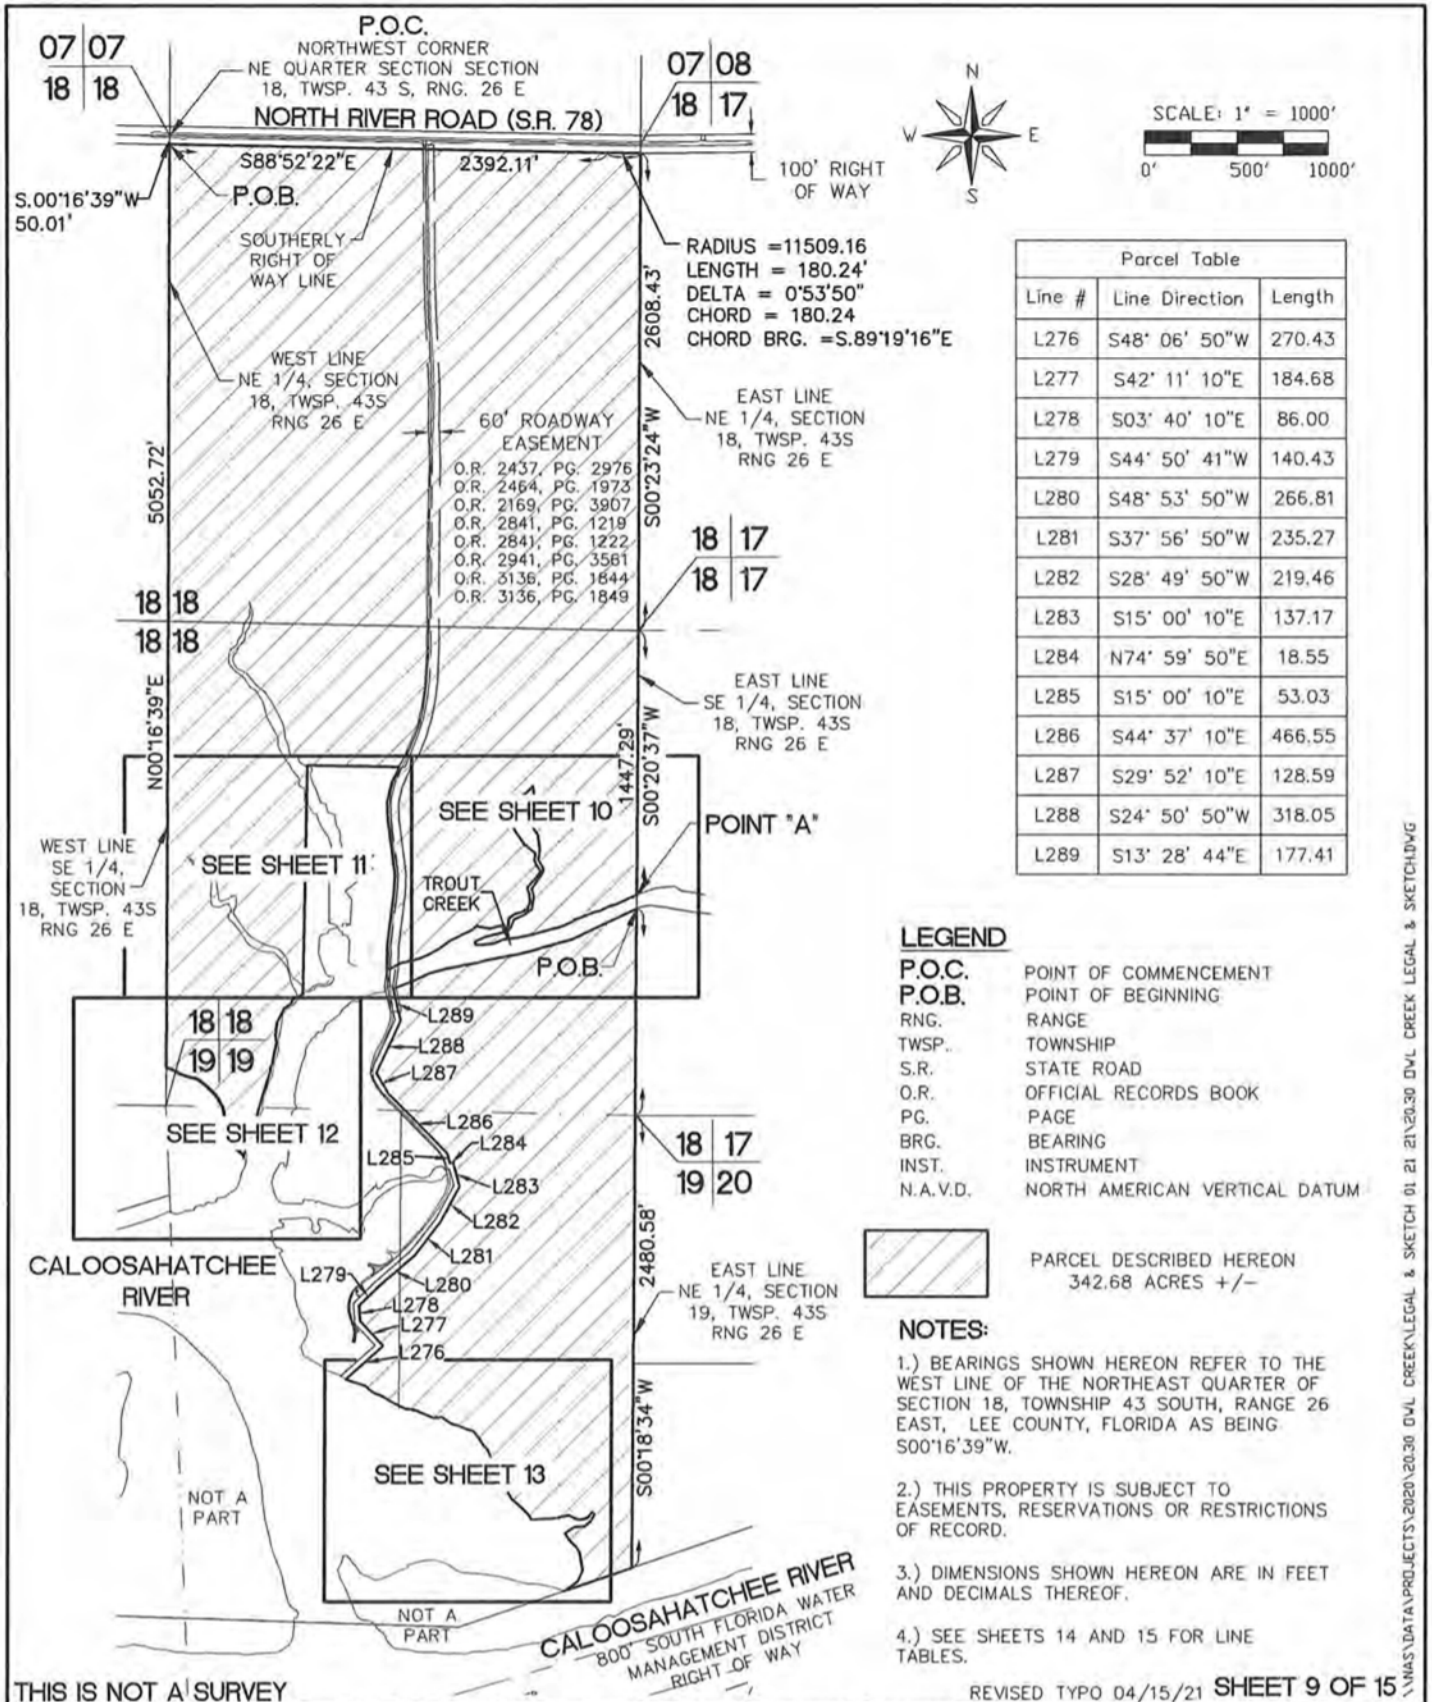 P.O.C.
NORTHWEST CORNER
NE QUARTER SECTION SECTION
18, TWSP. 43 S, RNG. 26 E
07 07
18 18
07 08
18 17
NORTH RIVER ROAD (S.R. 78)
S88°52'22"E
2392.11'
S.00°16'39"W
50.01'
P.O.B.
100' RIGHT
OF WAY
SOUTHERLY
RIGHT OF
WAY LINE
N
W E
S
SCALE: 1" = 1000'
0' 500' 1000'
RADIUS =11509.16
LENGTH = 180.24'
DELTA = 0°53'50"
CHORD = 180.24
CHORD BRG. =S.89°19'16"E
2608.43'
S00°23'24"W
WEST LINE
NE 1/4, SECTION
18, TWSP. 43S
RNG 26 E
EAST LINE
NE 1/4, SECTION
18, TWSP. 43S
RNG 26 E
60' ROADWAY
EASEMENT
O.R. 2437, PG. 2976
O.R. 2464, PG. 1973
O.R. 2169, PG. 3907
O.R. 2841, PG. 1219
O.R. 2841, PG. 1222
O.R. 2941, PG. 3561
O.R. 3136, PG. 1844
O.R. 3136, PG. 1849
5052.72'
N00°16'39"E
18 17
18 17
18 18
18 18
EAST LINE
SE 1/4, SECTION
18, TWSP. 43S
RNG 26 E
1447.29'
S00°20'37"W
SEE SHEET 10
POINT "A"
SEE SHEET 11
WEST LINE
SE 1/4,
SECTION
18, TWSP. 43S
RNG 26 E
TROUT
CREEK
P.O.B.
18 18
19 19
L289
L288
L287
L286
L284
L285
L283
L282
L281
L280
L279
L278
L277
L276
SEE SHEET 12
18 17
19 20
CALOOSAHATCHEE
RIVER
2480.58'
S00°18'34"W
EAST LINE
NE 1/4, SECTION
19, TWSP. 43S
RNG 26 E
SEE SHEET 13
NOT A
PART
NOT A
PART
CALOOSAHATCHEE RIVER
800' SOUTH FLORIDA WATER
MANAGEMENT DISTRICT
RIGHT OF WAY
THIS IS NOT A SURVEY
Parcel Table
Line # Line Direction Length
L276 S48° 06' 50"W 270.43
L277 S42° 11' 10"E 184.68
L278 S03° 40' 10"E 86.00
L279 S44° 50' 41"W 140.43
L280 S48° 53' 50"W 266.81
L281 S37° 56' 50"W 235.27
L282 S28° 49' 50"W 219.46
L283 S15° 00' 10"E 137.17
L284 N74° 59' 50"E 18.55
L285 S15° 00' 10"E 53.03
L286 S44° 37' 10"E 466.55
L287 S29° 52' 10"E 128.59
L288 S24° 50' 50"W 318.05
L289 S13° 28' 44"E 177.41
LEGEND
P.O.C. POINT OF COMMENCEMENT
P.O.B. POINT OF BEGINNING
RNG. RANGE
TWSP. TOWNSHIP
S.R. STATE ROAD
O.R. OFFICIAL RECORDS BOOK
PG. PAGE
BRG. BEARING
INST. INSTRUMENT
N.A.V.D. NORTH AMERICAN VERTICAL DATUM
PARCEL DESCRIBED HEREON
342.68 ACRES +/-
NOTES:
1.) BEARINGS SHOWN HEREON REFER TO THE
WEST LINE OF THE NORTHEAST QUARTER OF
SECTION 18, TOWNSHIP 43 SOUTH, RANGE 26
EAST, LEE COUNTY, FLORIDA AS BEING
S00°16'39"W.
2.) THIS PROPERTY IS SUBJECT TO
EASEMENTS, RESERVATIONS OR RESTRICTIONS
OF RECORD.
3.) DIMENSIONS SHOWN HEREON ARE IN FEET
AND DECIMALS THEREOF.
4.) SEE SHEETS 14 AND 15 FOR LINE
TABLES.
REVISED TYPO 04/15/21 SHEET 9 OF 15
\\NAS\DATA\PROJECTS\2020\20.30 OWL CREEK\LEGAL & SKETCH 01 21 21\20.30 OWL CREEK LEGAL & SKETCH.DWG